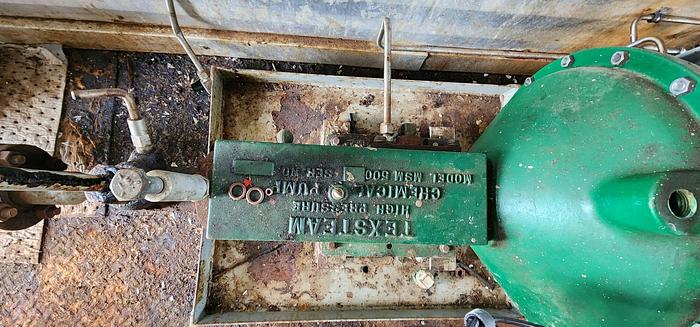 TEXSTEAM
HIGH PRESSURE
CHEMICAL PUMP
MODEL MSM 500
SER NO